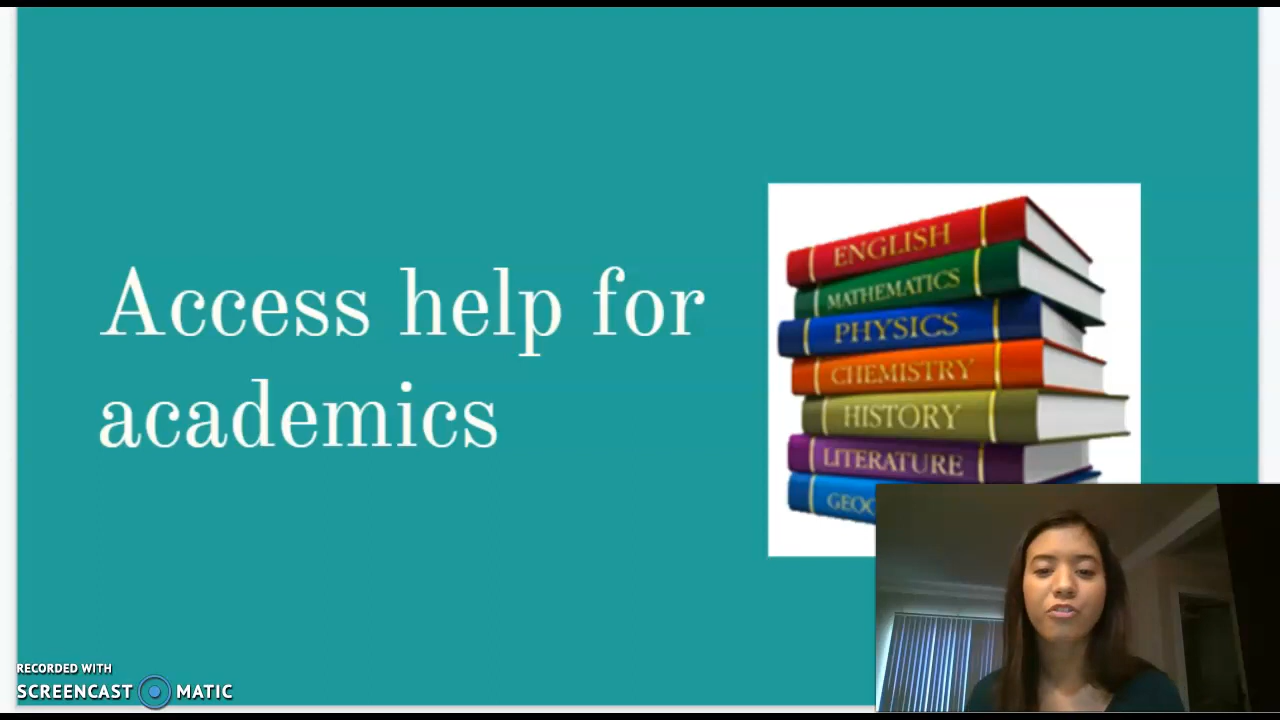 Access help for
academics
ENGLISH
MATHEMATICS
PHYSICS
CHEMISTRY
HISTORY
LITERATURE
RECORDED WITH
SCREENCAST MATIC